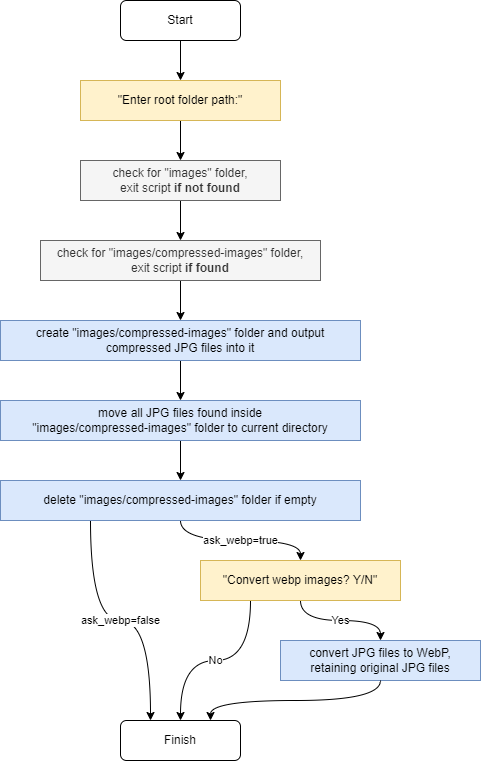 Start
"Enter root folder path:"
check for "images" folder,
exit script if not found
check for "images/compressed-images" folder,
exit script if found
create "images/compressed-images" folder and output
compressed JPG files into it
move all JPG files found inside
"images/compressed-images" folder to current directory
delete "images/compressed-images" folder if empty
ask_webp=true
"Convert webp images? Y/N"
ask_webp=false
Yes
No
convert JPG files to WebP,
retaining original JPG files
Finish